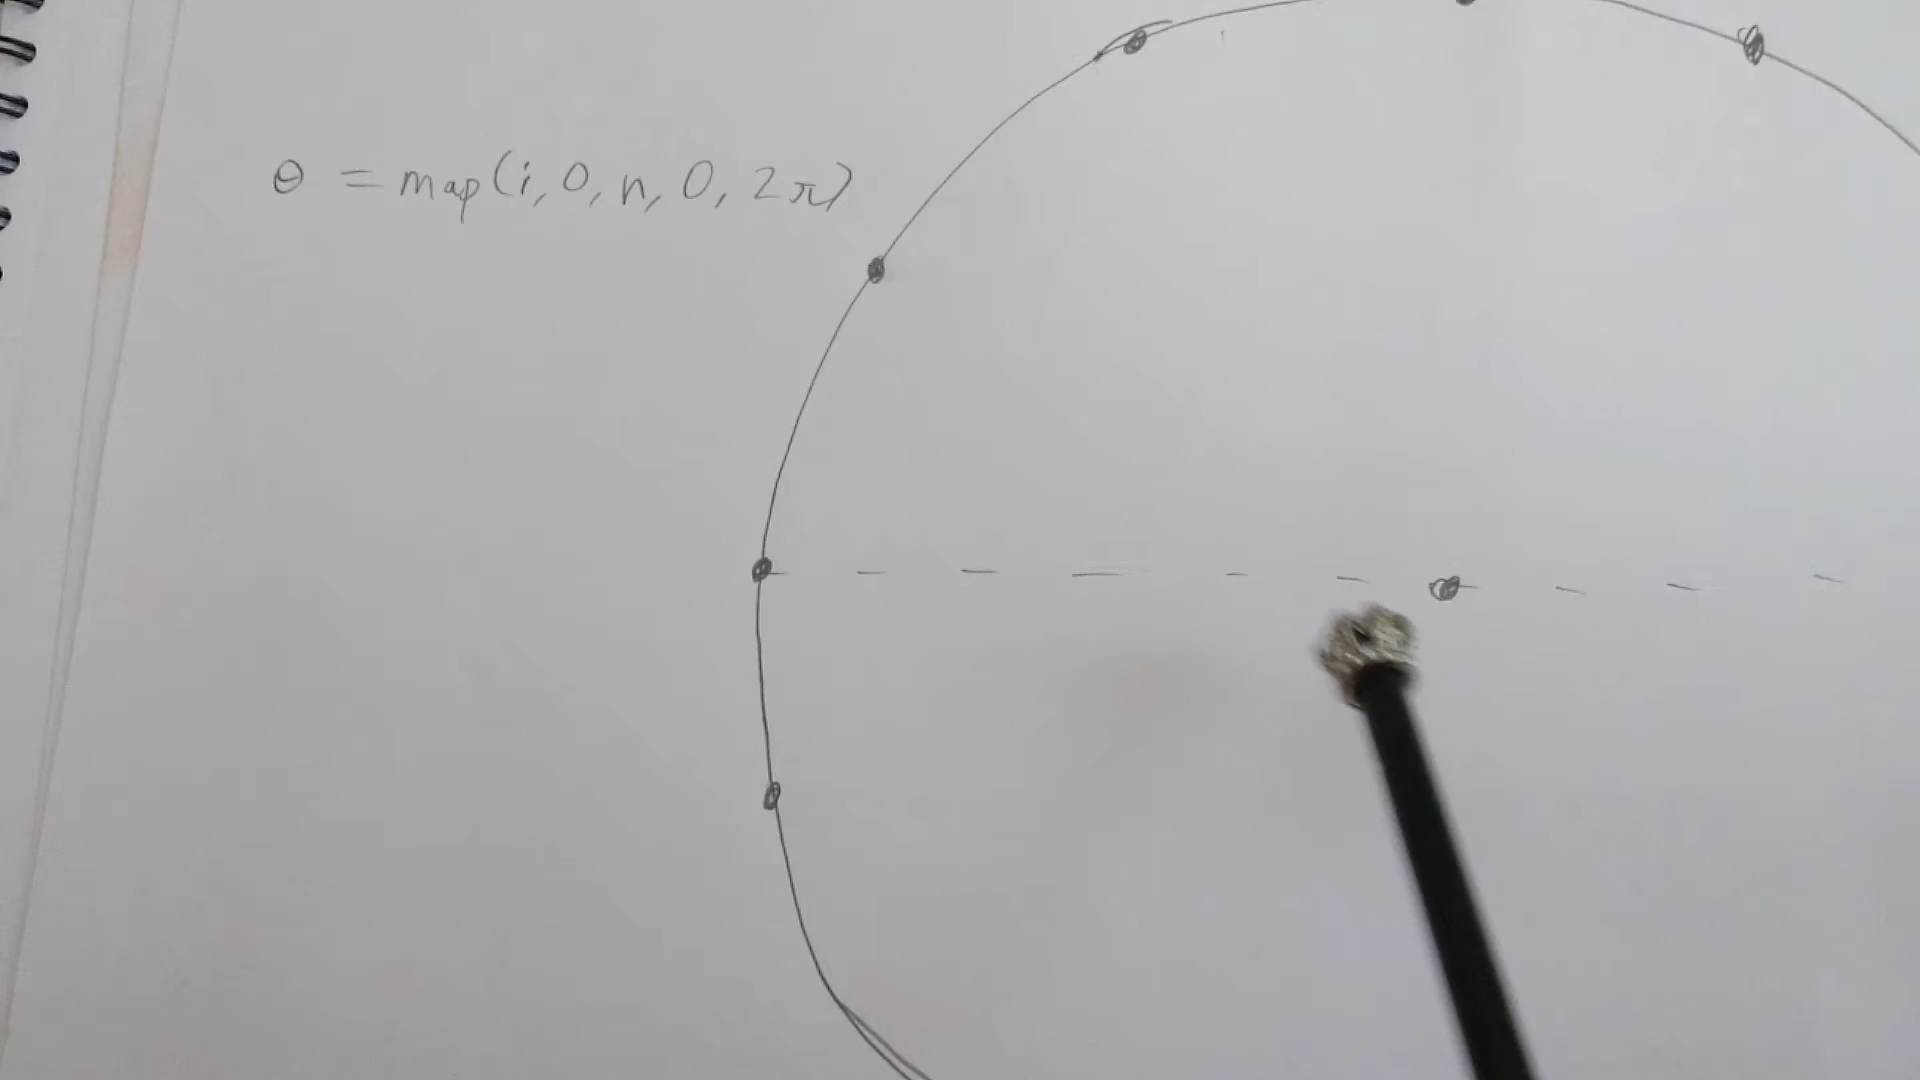 θ = map(i, 0, n, 0, 2π)